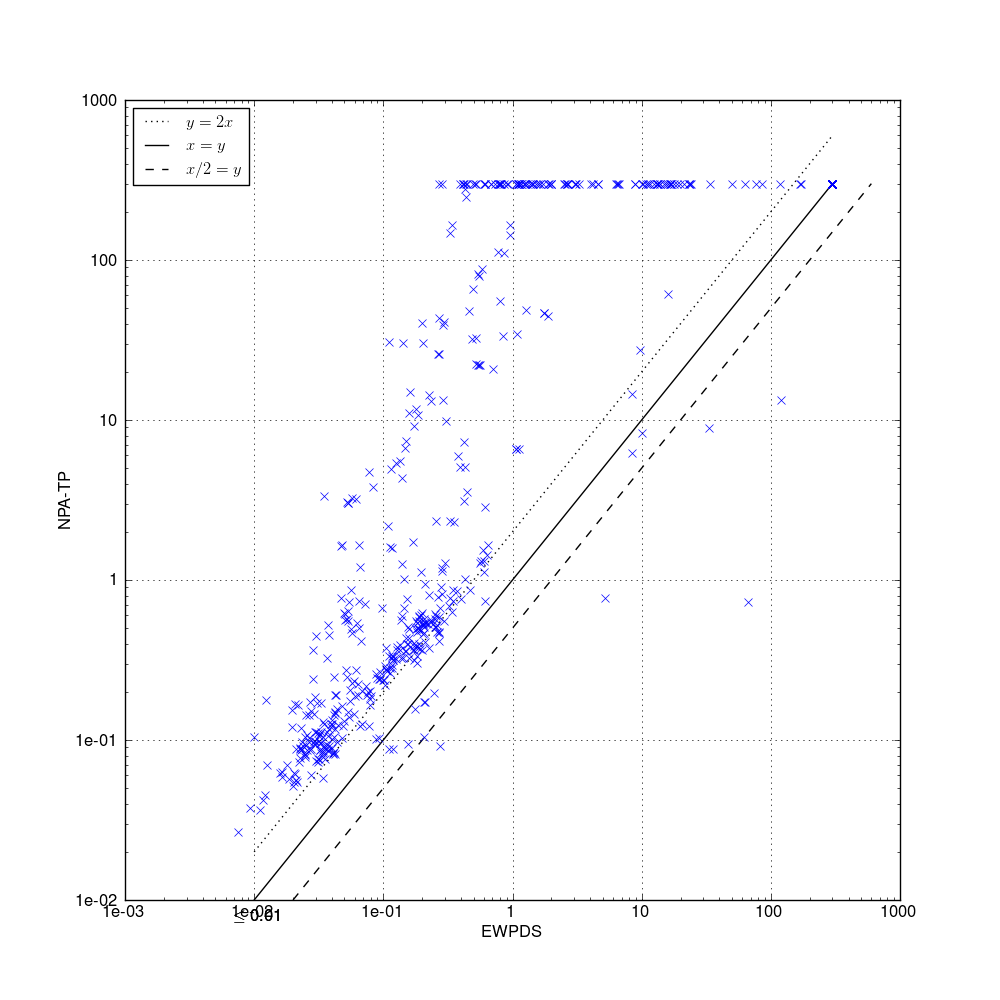 1000
y = 2x
x = y
x/2 = y
100
NPA-TP
10
1
1e-01
1e-02
1e-03 1e-02 1e-01 1 10 100 1000
≤ 0.01
EWPDS